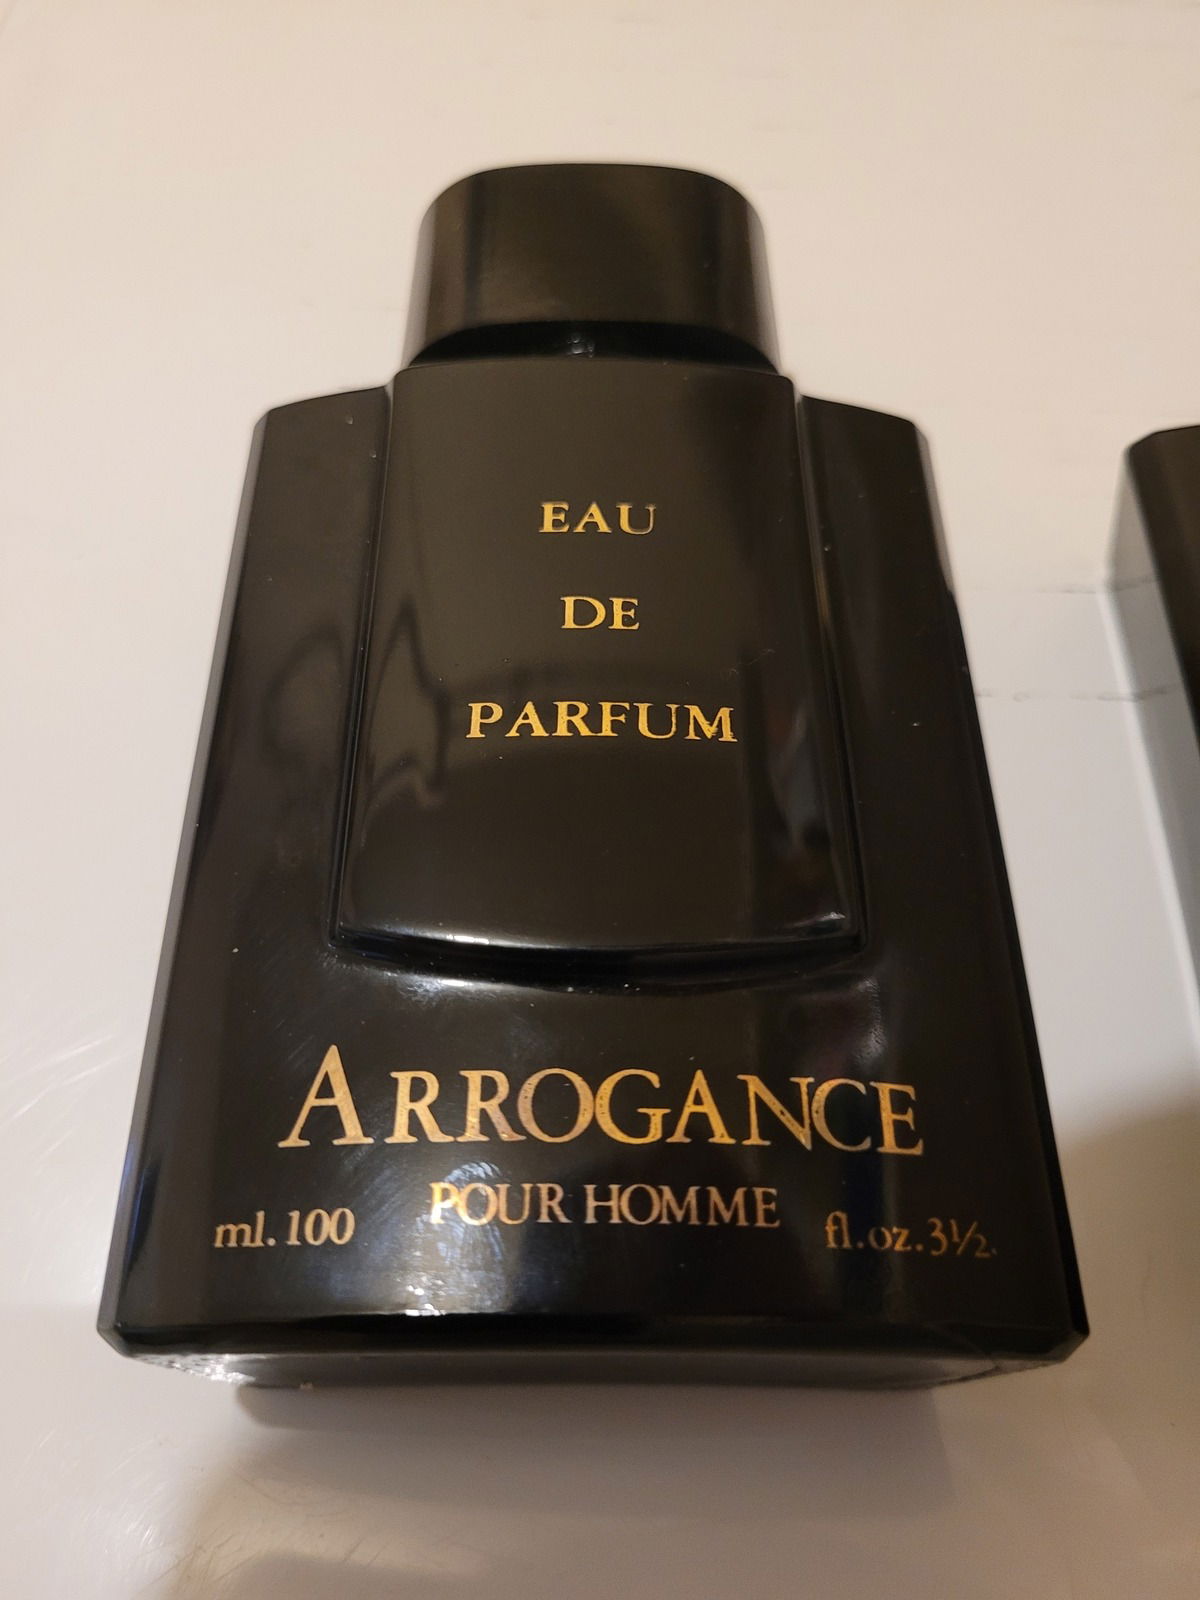 EAU
DE
PARFUM
ARROGANCE
POUR HOMME
ml. 100
fl. oz. 3½